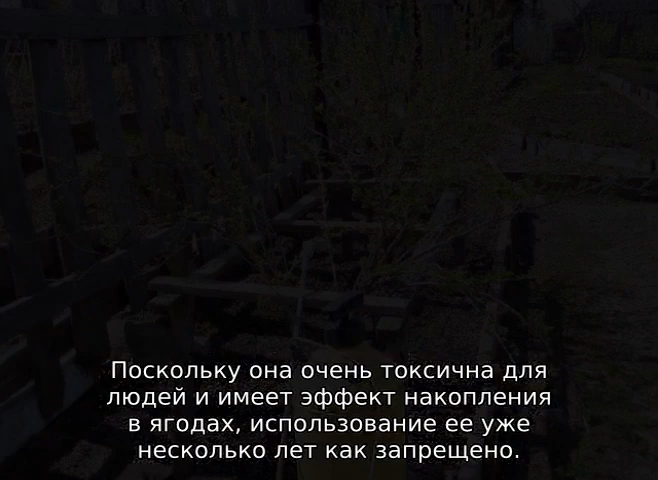 Поскольку она очень токсична для
людей и имеет эффект накопления
в ягодах, использование ее уже
несколько лет как запрещено.